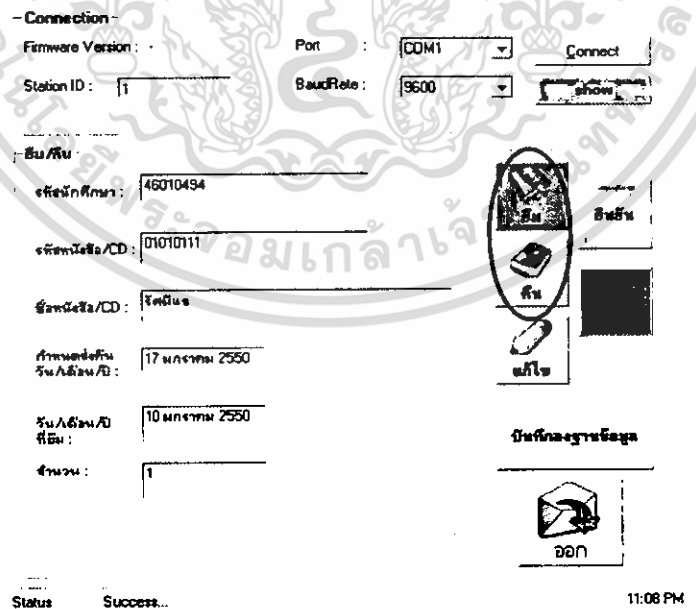 Connection
Firmware Version : -
Port : COM1
Connect
Station ID : 1
BaudRate : 9600
show
ยืม/คืน
รหัสนักศึกษา : 46010494
ยืม
ยืนยัน
รหัสหนังสือ/CD : 01010111
คืน
ชื่อหนังสือ/CD : รัศมีแข
กำหนดส่งคืน
วัน/เดือน/ปี : 17 มกราคม 2550
แก้ไข
วัน/เดือน/ปี
ที่ยืม : 10 มกราคม 2550
บันทึกลงฐานข้อมูล
จำนวน : 1
ออก
Status Success...
11:08 PM